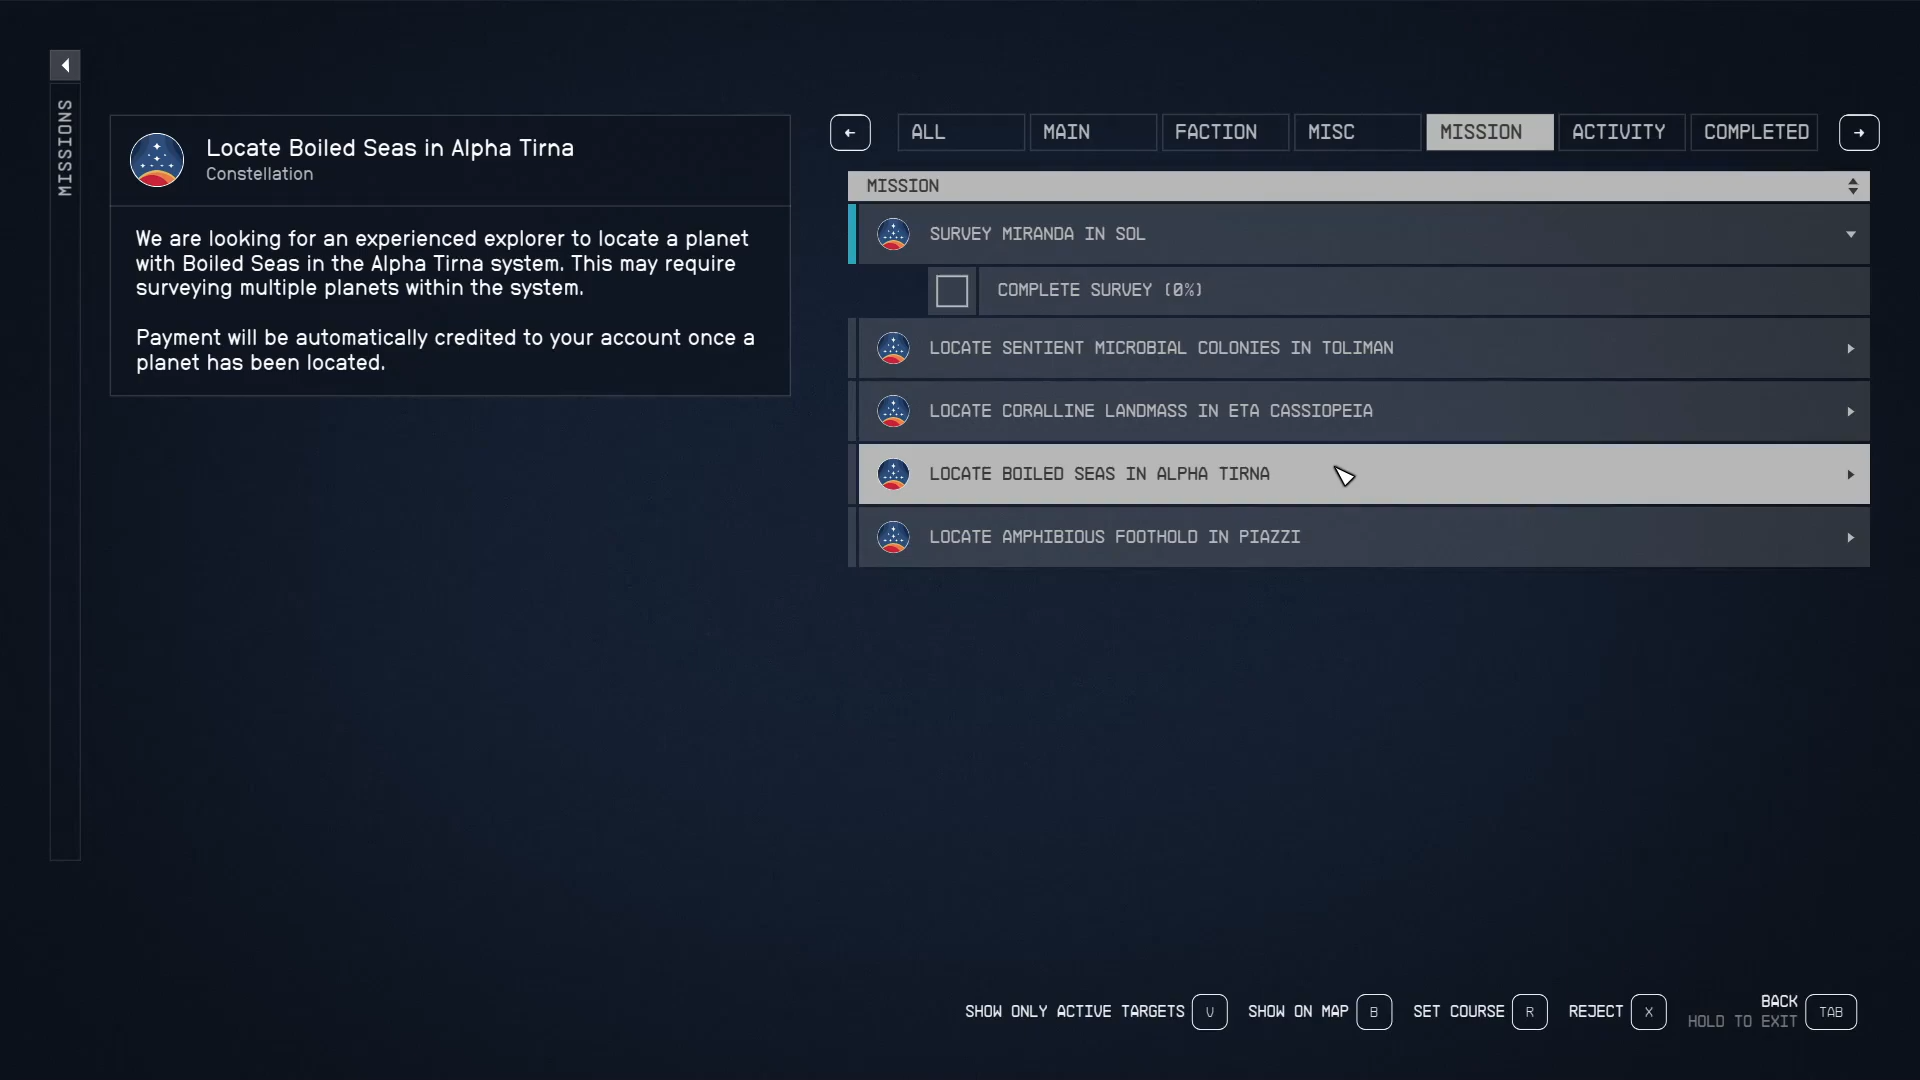 MISSIONS
Locate Boiled Seas in Alpha Tirna
Constellation
We are looking for an experienced explorer to locate a planet
with Boiled Seas in the Alpha Tirna system. This may require
surveying multiple planets within the system.
Payment will be automatically credited to your account once a
planet has been located.
ALL MAIN FACTION MISC MISSION ACTIVITY COMPLETED
MISSION
SURVEY MIRANDA IN SOL
COMPLETE SURVEY (0%)
LOCATE SENTIENT MICROBIAL COLONIES IN TOLIMAN
LOCATE CORALLINE LANDMASS IN ETA CASSIOPEIA
LOCATE BOILED SEAS IN ALPHA TIRNA
LOCATE AMPHIBIOUS FOOTHOLD IN PIAZZI
SHOW ONLY ACTIVE TARGETS V SHOW ON MAP B SET COURSE R REJECT X BACK TAB
HOLD TO EXIT